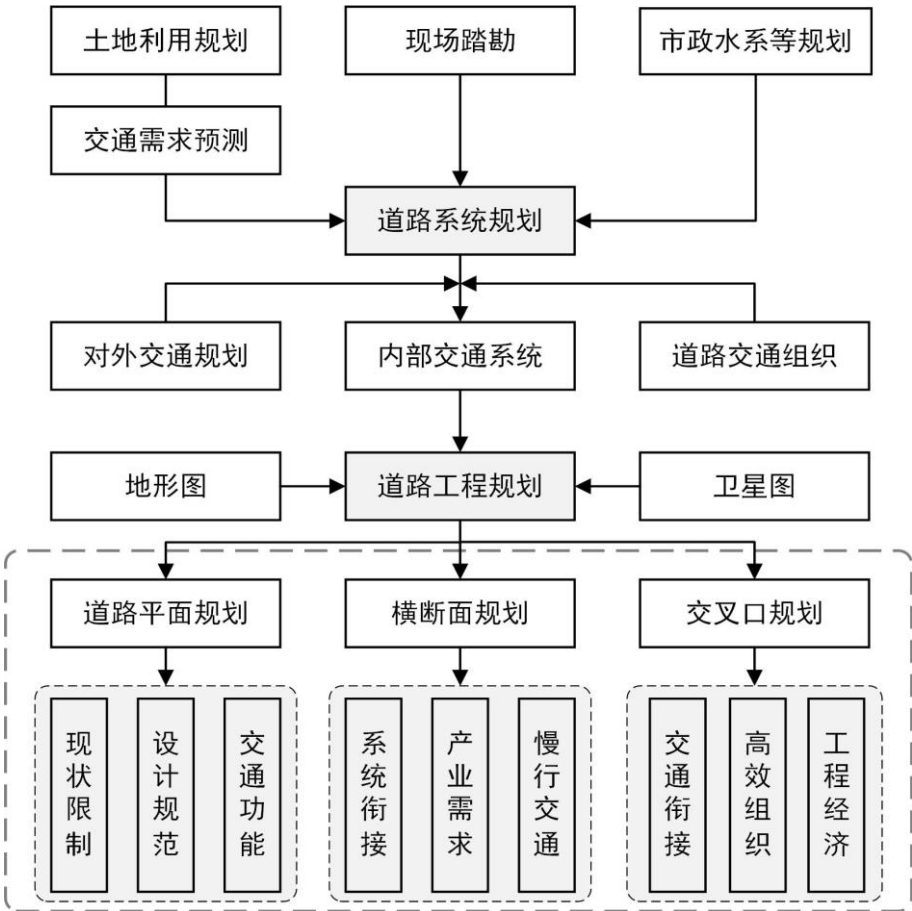 土地利用规划
现场踏勘
市政水系等规划
交通需求预测
道路系统规划
对外交通规划
内部交通系统
道路交通组织
地形图
道路工程规划
卫星图
道路平面规划
横断面规划
交叉口规划
现状限制
设计规范
交通功能
系统衔接
产业需求
慢行交通
交通衔接
高效组织
工程经济